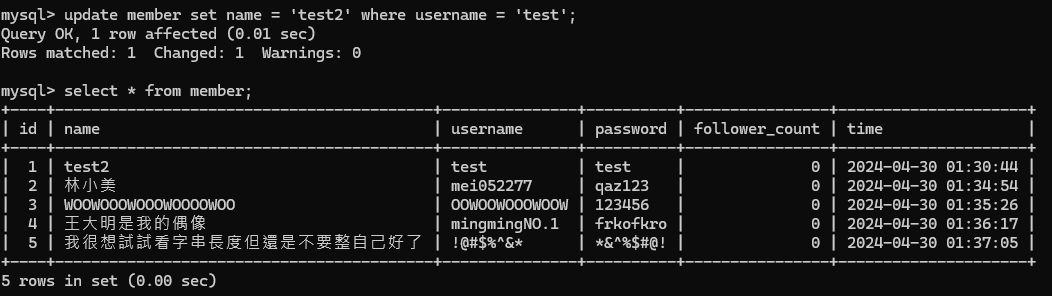 mysql> update member set name = 'test2' where username = 'test';
Query OK, 1 row affected (0.01 sec)
Rows matched: 1  Changed: 1  Warnings: 0
mysql> select * from member;
+----+------------------------------------------+---------------+----------+----------------+---------------------+
| id | name | username | password | follower_count | time |
+----+------------------------------------------+---------------+----------+----------------+---------------------+
| 1 | test2 | test | test | 0 | 2024-04-30 01:30:44 |
| 2 | 林小美 | mei052277 | qaz123 | 0 | 2024-04-30 01:34:54 |
| 3 | WOOWOOOWOOOWOOOOWOO | OOWOOWOOOWOOW | 123456 | 0 | 2024-04-30 01:35:26 |
| 4 | 王大明是我的偶像 | mingmingNO.1 | frkofkro | 0 | 2024-04-30 01:36:17 |
| 5 | 我很想試試看字串長度但還是不要整自己好了 | !@#$%^&* | *&^%$#@! | 0 | 2024-04-30 01:37:05 |
+----+------------------------------------------+---------------+----------+----------------+---------------------+
5 rows in set (0.00 sec)